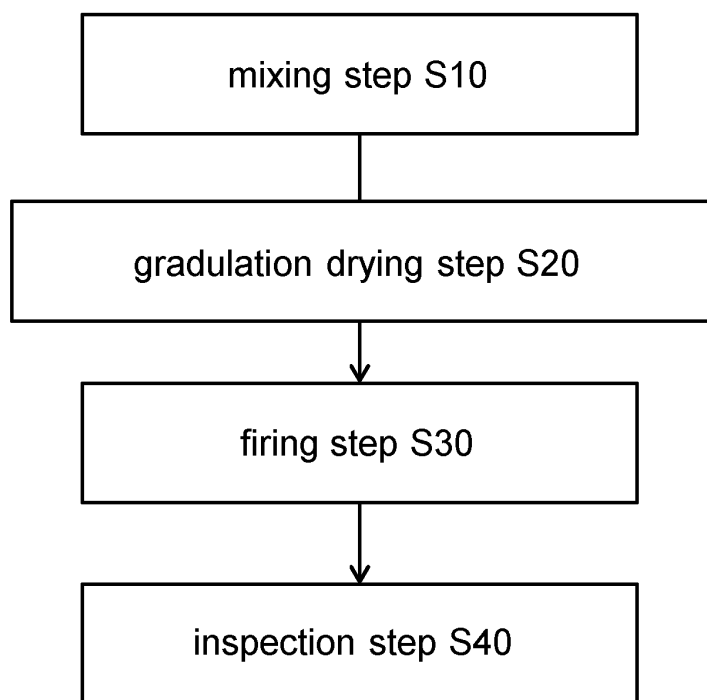 mixing step S10
gradulation drying step S20
firing step S30
inspection step S40